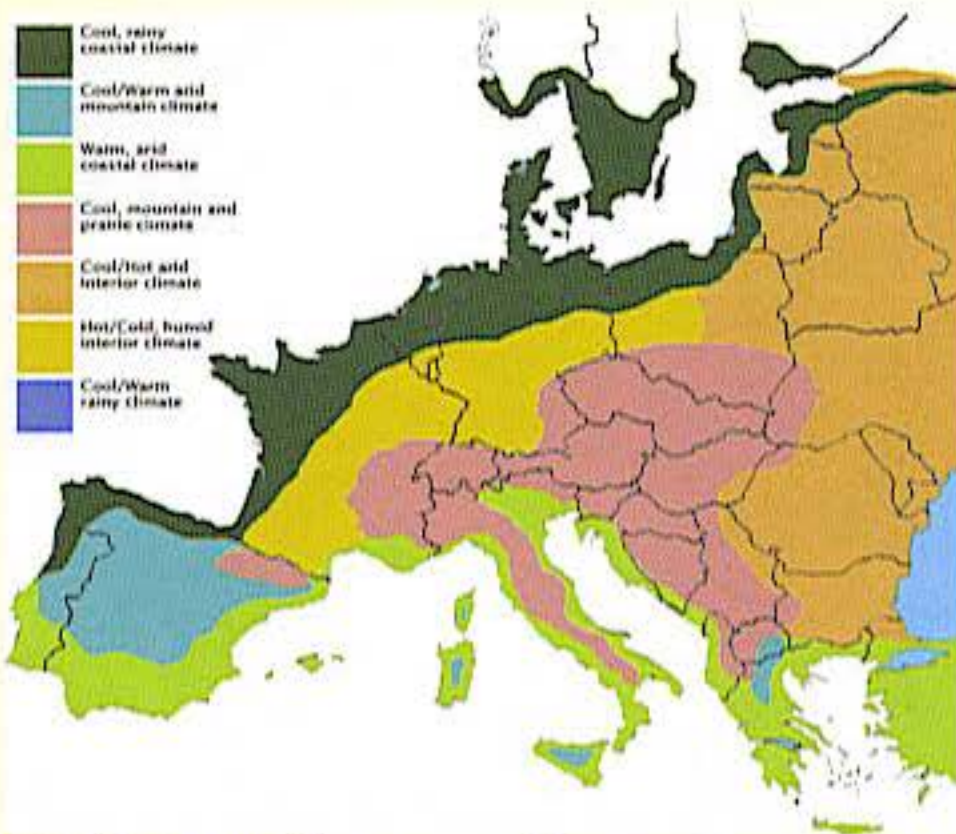 Cool, rainy
coastal climate
Cool/Warm arid
mountain climate
Warm, arid
coastal climate
Cool, mountain and
prairie climate
Cool/Hot arid
interior climate
Hot/Cold, humid
interior climate
Cool/Warm
rainy climate